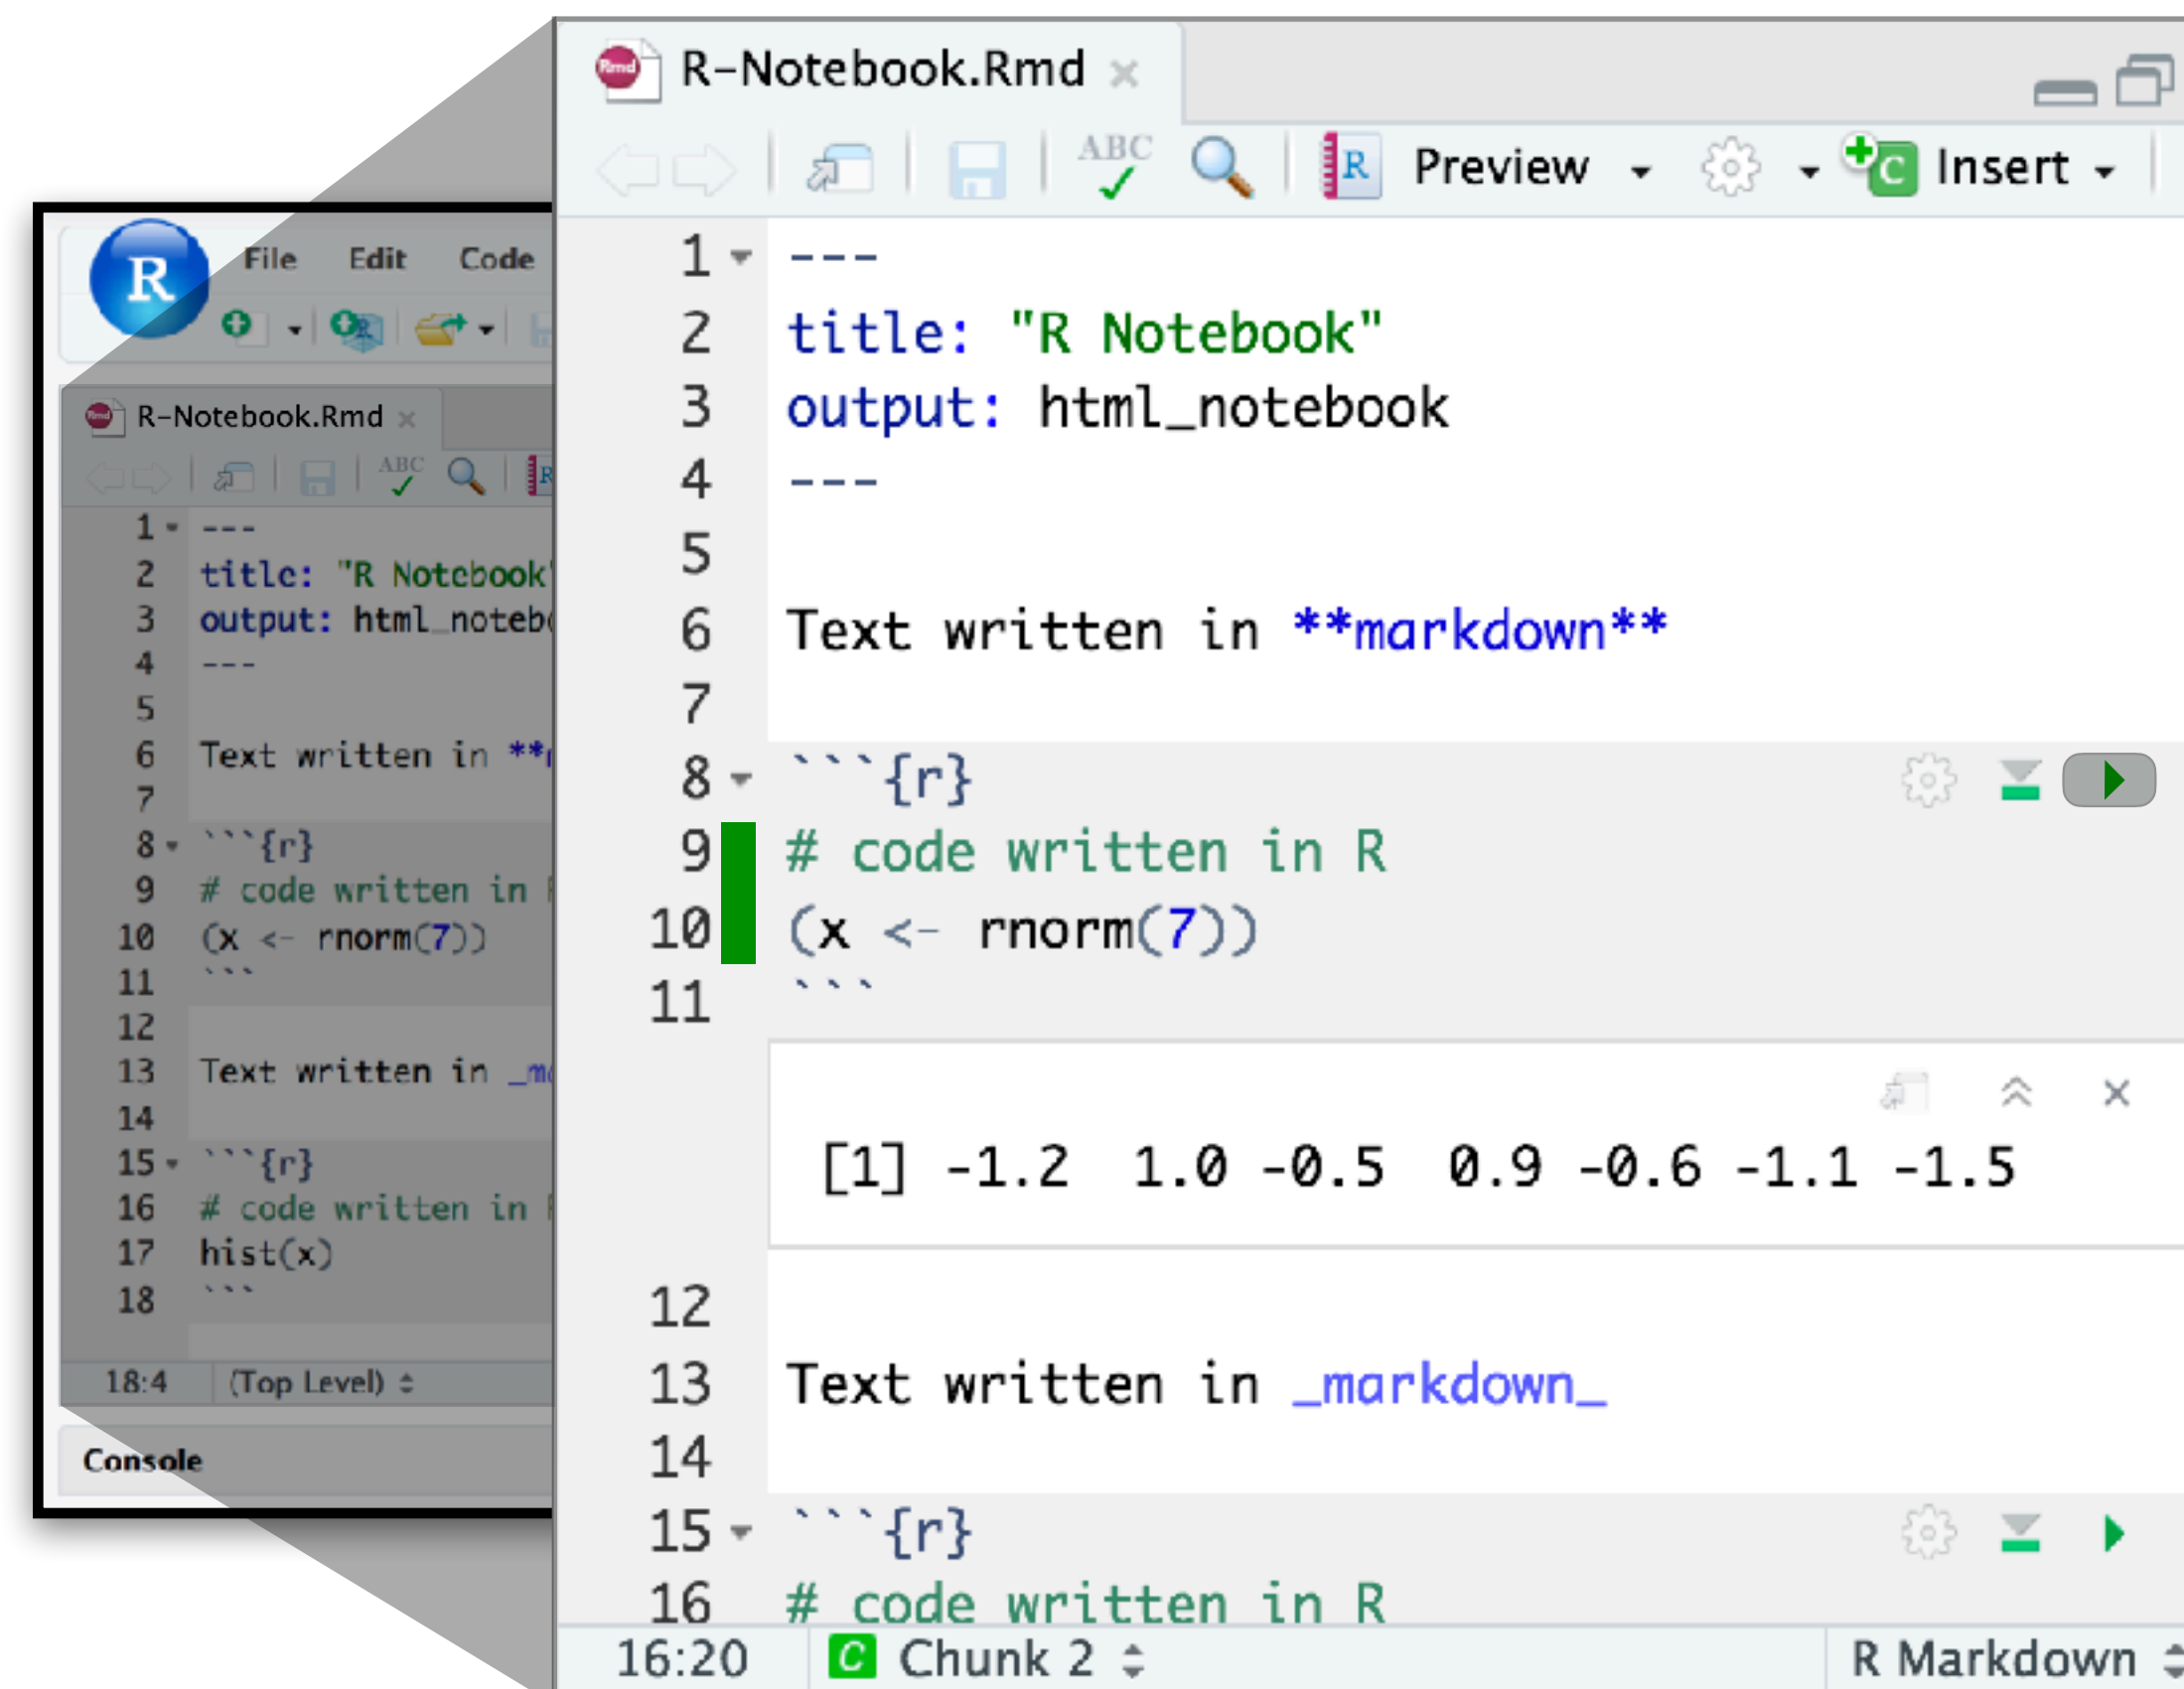 R
File Edit Code
Rmd R-Notebook.Rmd
ABC R
1 ---
2 title: "R Notebook"
3 output: html_notebo
4 ---
5
6 Text written in **
7
8 ```{r}
9 # code written in
10 (x <- rnorm(7))
11 ```
12
13 Text written in _m
14
15 ```{r}
16 # code written in
17 hist(x)
18 ```
18:4 (Top Level)
Console
Rmd R-Notebook.Rmd
ABC R Preview C Insert
1 ---
2 title: "R Notebook"
3 output: html_notebook
4 ---
5
6 Text written in **markdown**
7
8 ```{r}
9 # code written in R
10 (x <- rnorm(7))
11 ```
[1] -1.2 1.0 -0.5 0.9 -0.6 -1.1 -1.5
12
13 Text written in _markdown_
14
15 ```{r}
16 # code written in R
16:20 C Chunk 2 R Markdown